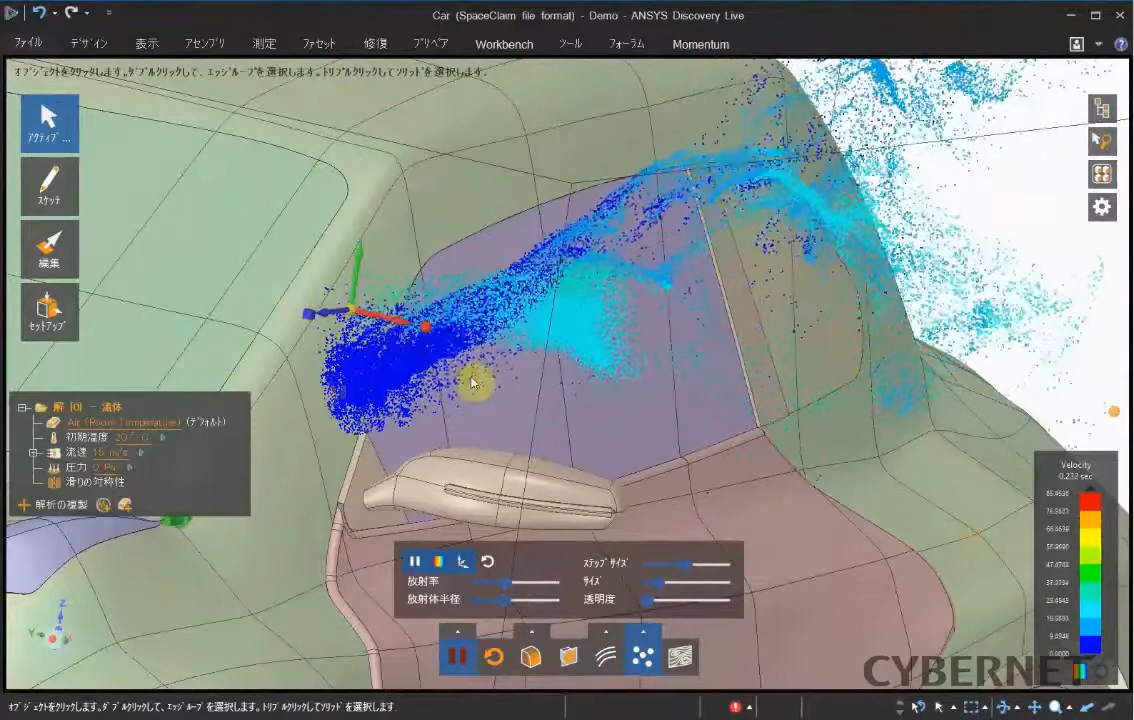 Car (SpaceClaim file format) - Demo - ANSYS Discovery Live
ファイル デザイン 表示 アセンブリ 測定 ファセット 修復 プリペア Workbench ツール フォーラム Momentum
オブジェクトをクリックします。ダブルクリックして、エッジループを選択します。トリプルクリックしてソリッドを選択します。
アクティブ...
スケッチ
編集
セットアップ
解 [0] - 流体
Air (Room Temperature) (デフォルト)
初期温度 20 °C
流速 15 m/s
圧力 0 Pa
滑りの対称性
解析の複製
ステップサイズ
放射率 サイズ
放射体半径 透明度
Velocity
0.232 sec
0.0000
CYBERNET
X
Y
Z
オブジェクトをクリックします。ダブルクリックして、エッジループを選択します。トリプルクリックしてソリッドを選択します.